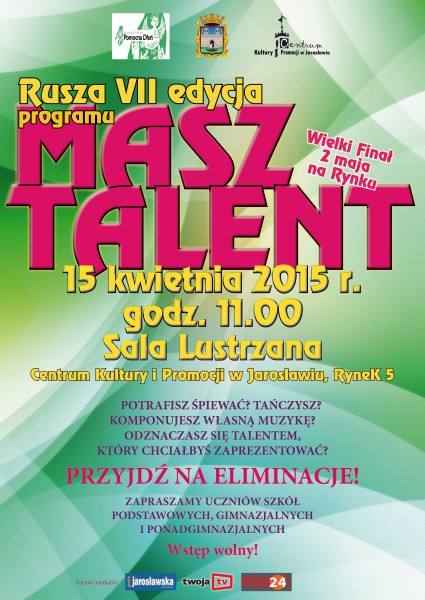 Pomocna Dłoń
Centrum
Kultury i Promocji w Jarosławiu
Rusza VII edycja
programu
MASZ
TALENT
Wielki Finał
2 maja
na Rynku
15 kwietnia 2015 r.
godz. 11.00
Sala Lustrzana
Centrum Kultury i Promocji w Jarosławiu, RyneK 5
POTRAFISZ ŚPIEWAĆ? TAŃCZYSZ?
KOMPONUJESZ WŁASNĄ MUZYKĘ?
ODZNACZASZ SIĘ TALENTEM,
KTÓRY CHCIAŁBYŚ ZAPREZENTOWAĆ?
PRZYJDŹ NA ELIMINACJE!
ZAPRASZAMY UCZNIÓW SZKÓŁ
PODSTAWOWYCH, GIMNAZJALNYCH
I PONADGIMNAZJALNYCH
Wstęp wolny!
Patroni medialni: jarosławska twoja tv POD24